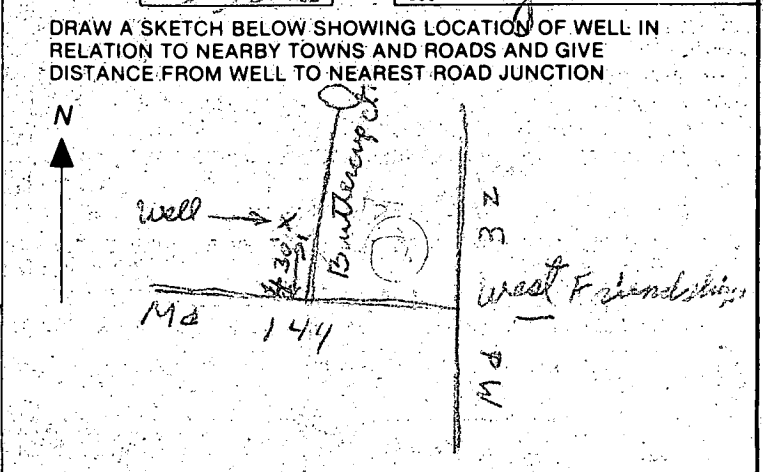 DRAW A SKETCH BELOW SHOWING LOCATION OF WELL IN
RELATION TO NEARBY TOWNS AND ROADS AND GIVE
DISTANCE FROM WELL TO NEAREST ROAD JUNCTION
N
Buttercup Ct.
Well
X
32
West Friendship
Md 144
Md